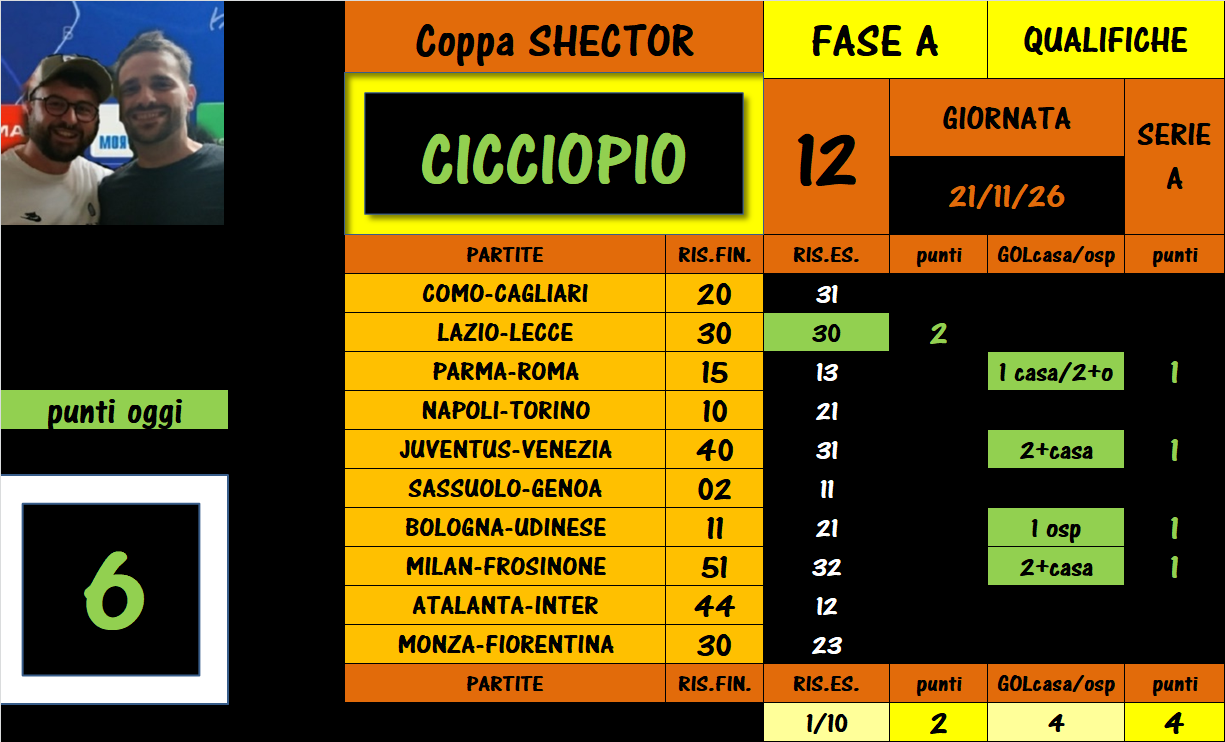 Coppa SHECTOR FASE A QUALIFICHE
CICCIOPIO 12 GIORNATA SERIE
A
21/11/26
PARTITE RIS.FIN. RIS.ES. punti GOLcasa/osp punti
COMO-CAGLIARI 20 31
LAZIO-LECCE 30 30 2
PARMA-ROMA 15 13 1 casa/2+o 1
NAPOLI-TORINO 10 21
JUVENTUS-VENEZIA 40 31 2+casa 1
SASSUOLO-GENOA 02 11
BOLOGNA-UDINESE 11 21 1 osp 1
MILAN-FROSINONE 51 32 2+casa 1
ATALANTA-INTER 44 12
MONZA-FIORENTINA 30 23
PARTITE RIS.FIN. RIS.ES. punti GOLcasa/osp punti
1/10 2 4 4
punti oggi
6